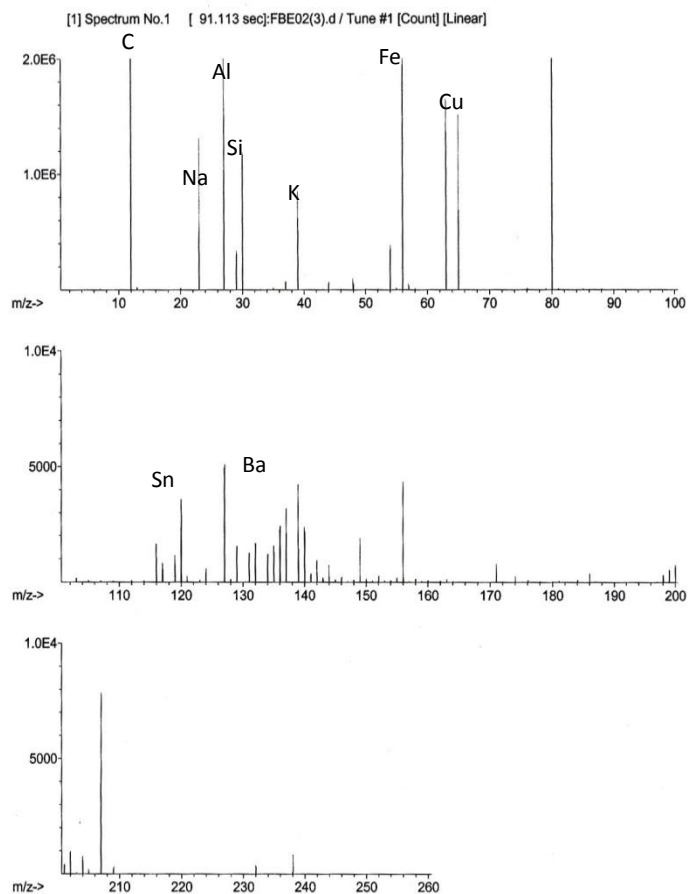 [1] Spectrum No.1 [ 91.113 sec]:FBE02(3).d / Tune #1 [Count] [Linear]
C
Al
Fe
2.0E6
Cu
Si
1.0E6
Na
K
m/z-> 10 20 30 40 50 60 70 80 90 100
1.0E4
5000
Sn
Ba
m/z-> 110 120 130 140 150 160 170 180 190 200
1.0E4
5000
m/z-> 210 220 230 240 250 260